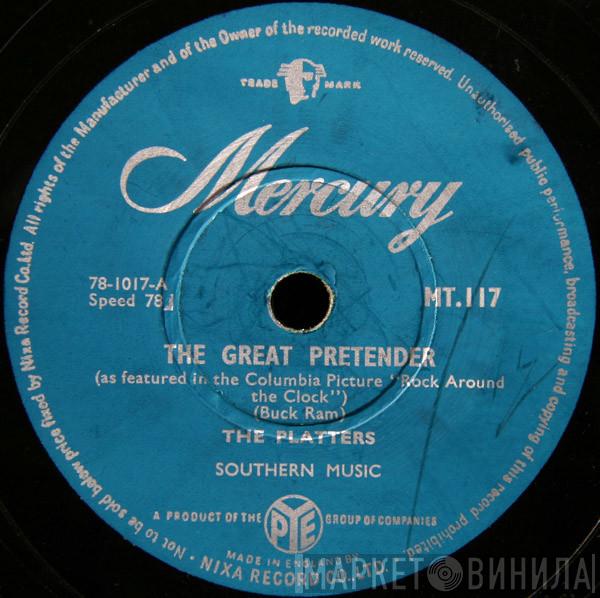 All rights of the Manufacturer and of the Owner of the recorded work reserved. Unauthorised public performance, broadcasting and copying of this record prohibited.
TRADE MARK
Mercury
78-1017-A
Speed 78
MT.117
THE GREAT PRETENDER
(as featured in the Columbia Picture "Rock Around
the Clock")
(Buck Ram)
THE PLATTERS
SOUTHERN MUSIC
A PRODUCT OF THE PYE GROUP OF COMPANIES
MADE IN ENGLAND BY
NIXA RECORD CO. LTD.
• Not to be sold below price fixed by Nixa Record Co. Ltd.
МАРКЕТ ВИНИЛА